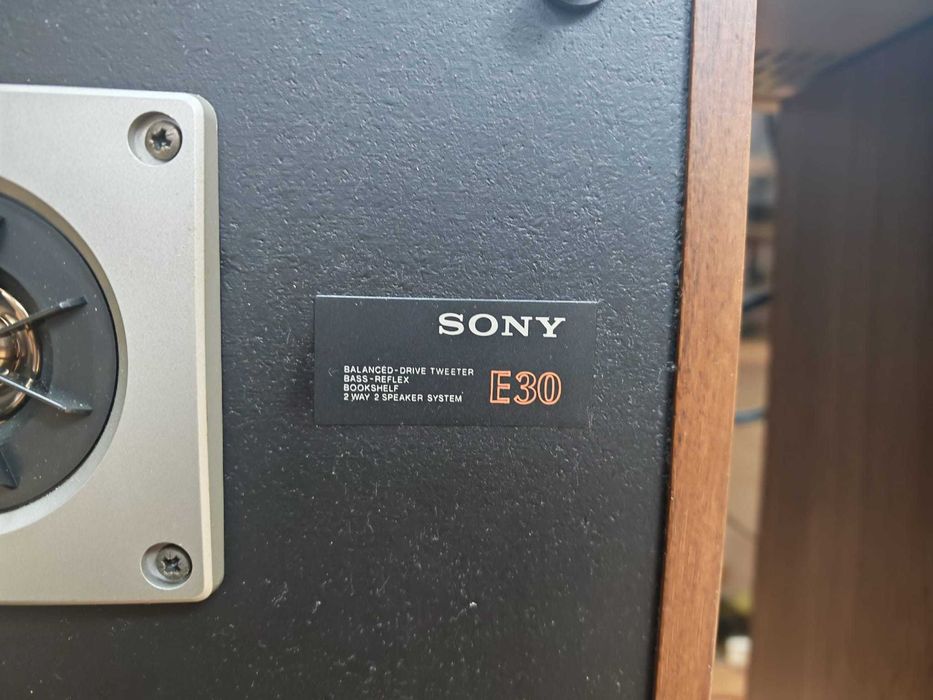 SONY
BALANCED-DRIVE TWEETER
BASS-REFLEX
BOOKSHELF
2 WAY 2 SPEAKER SYSTEM
E30